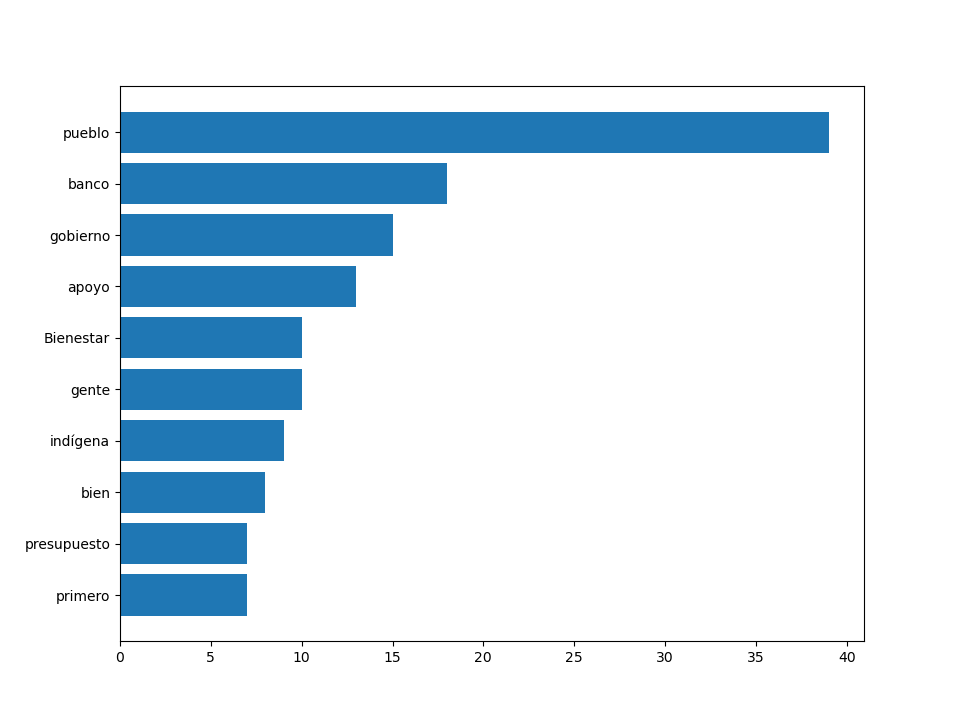 pueblo
banco
gobierno
apoyo
Bienestar
gente
indígena
bien
presupuesto
primero
0 5 10 15 20 25 30 35 40